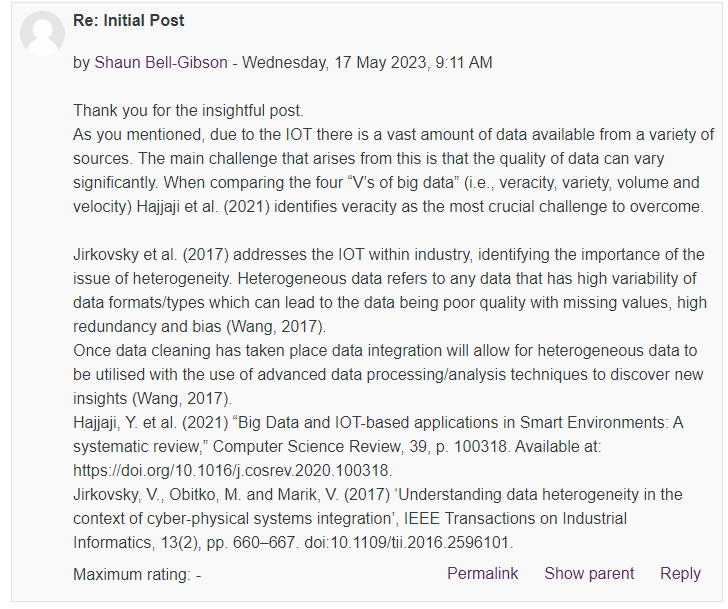 Re: Initial Post
by Shaun Bell-Gibson - Wednesday, 17 May 2023, 9:11 AM
Thank you for the insightful post.
As you mentioned, due to the IOT there is a vast amount of data available from a variety of
sources. The main challenge that arises from this is that the quality of data can vary
significantly. When comparing the four “V’s of big data” (i.e., veracity, variety, volume and
velocity) Hajjaji et al. (2021) identifies veracity as the most crucial challenge to overcome.
Jirkovsky et al. (2017) addresses the IOT within industry, identifying the importance of the
issue of heterogeneity. Heterogeneous data refers to any data that has high variability of
data formats/types which can lead to the data being poor quality with missing values, high
redundancy and bias (Wang, 2017).
Once data cleaning has taken place data integration will allow for heterogeneous data to
be utilised with the use of advanced data processing/analysis techniques to discover new
insights (Wang, 2017).
Hajjaji, Y. et al. (2021) “Big Data and IOT-based applications in Smart Environments: A
systematic review,” Computer Science Review, 39, p. 100318. Available at:
https://doi.org/10.1016/j.cosrev.2020.100318.
Jirkovsky, V., Obitko, M. and Marik, V. (2017) ‘Understanding data heterogeneity in the
context of cyber-physical systems integration’, IEEE Transactions on Industrial
Informatics, 13(2), pp. 660–667. doi:10.1109/tii.2016.2596101.
Maximum rating: - Permalink Show parent Reply